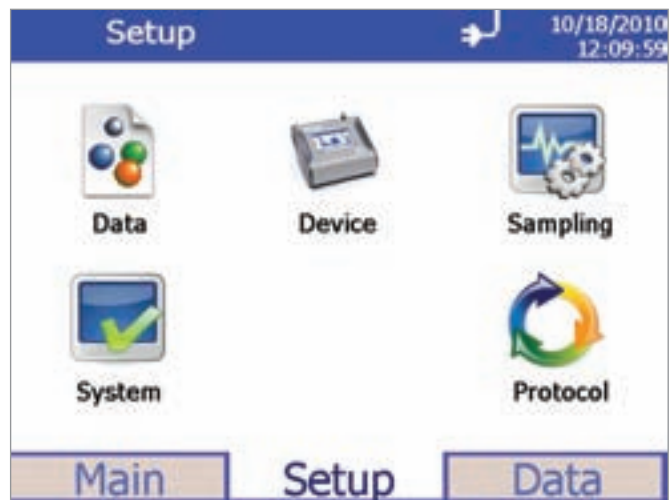 Setup
10/18/2010
12:09:59
Data
Device
Sampling
System
Protocol
Main
Setup
Data